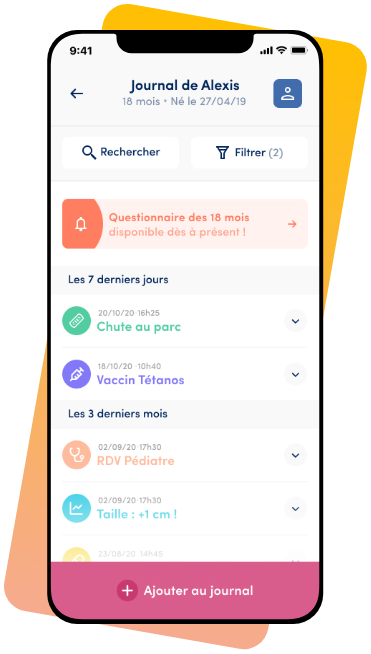 9:41
Journal de Alexis
18 mois • Né le 27/04/19
Rechercher
Filtrer (2)
Questionnaire des 18 mois
disponible dès à présent !
Les 7 derniers jours
20/10/20·16h25
Chute au parc
18/10/20·10h40
Vaccin Tétanos
Les 3 derniers mois
02/09/20·17h30
RDV Pédiatre
02/09/20·17h30
Taille : +1 cm !
23/08/20·14h45
Ajouter au journal